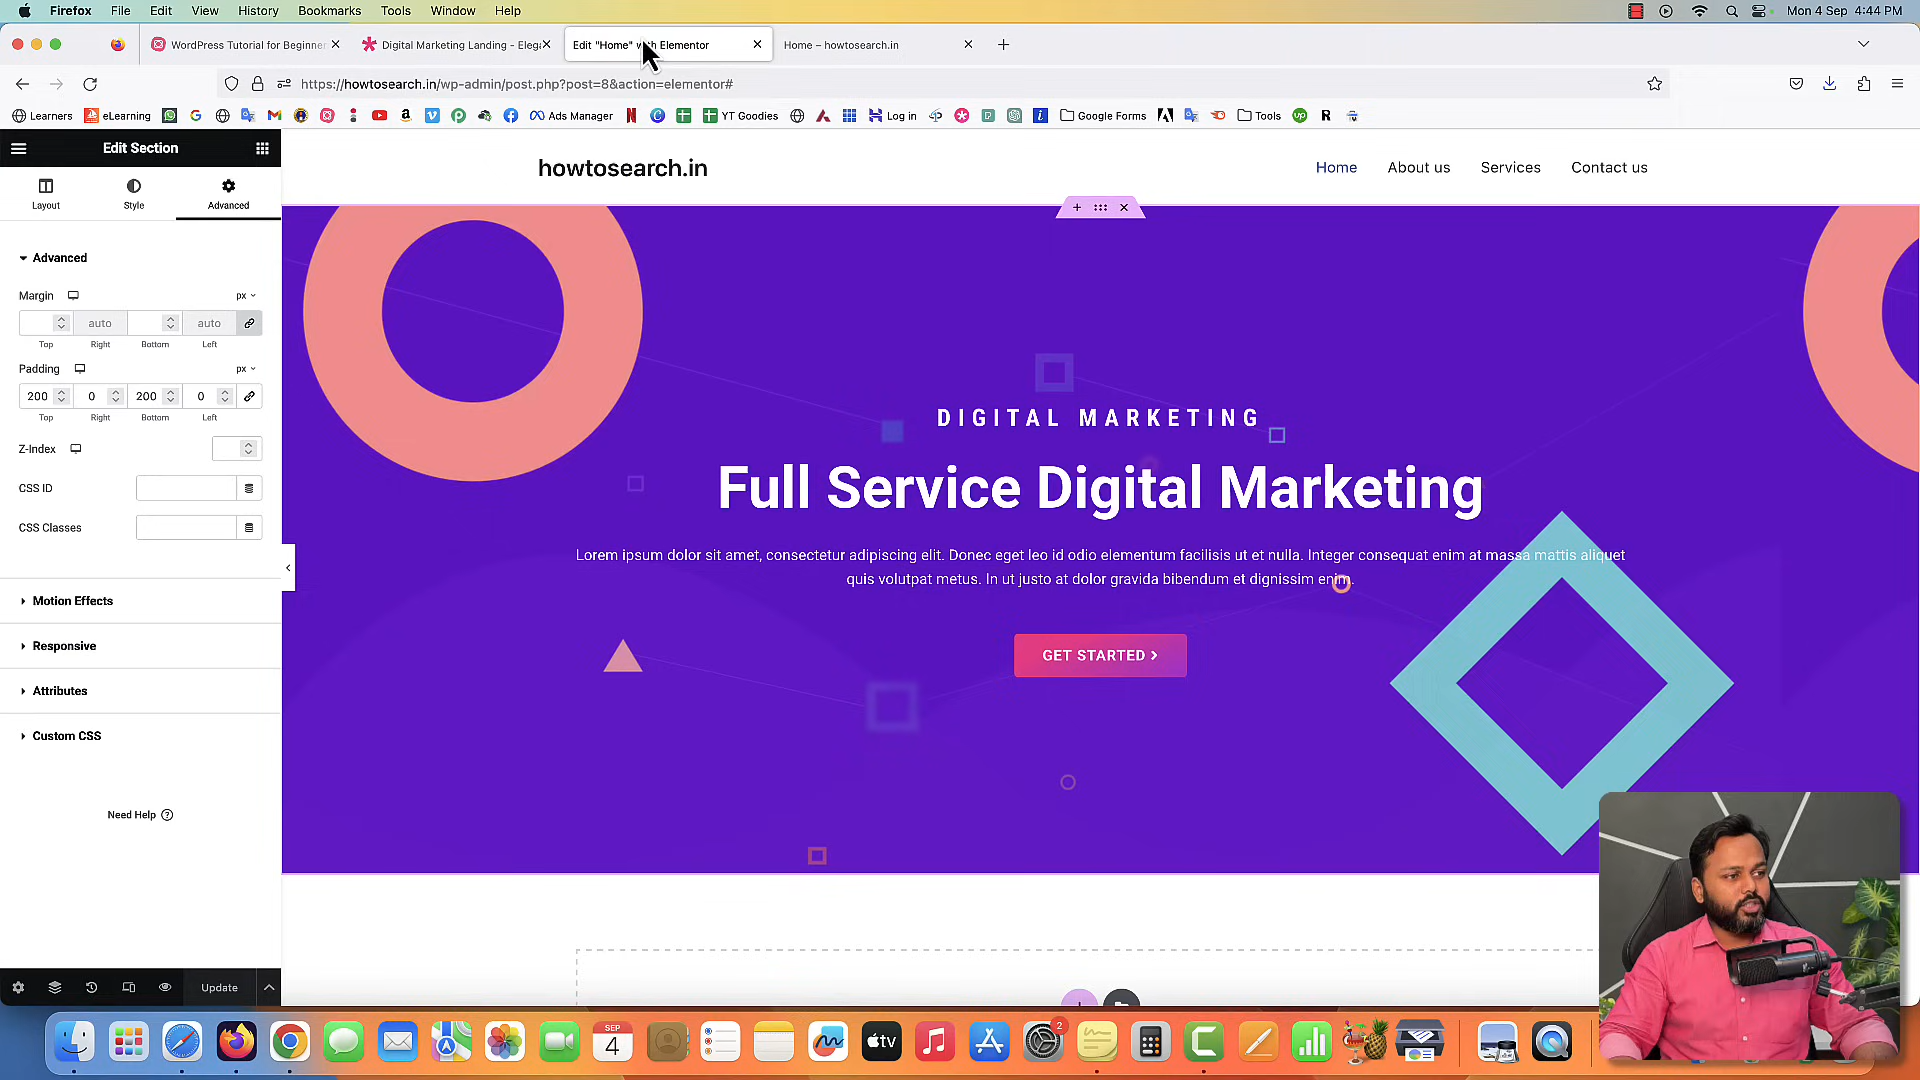 Firefox File Edit View History Bookmarks Tools Window Help Mon 4 Sep 4:44 PM
WordPress Tutorial for Beginner Digital Marketing Landing - Eleg Edit "Home" with Elementor Home – howtosearch.in
https://howtosearch.in/wp-admin/post.php?post=8&action=elementor#
Learners eLearning Ads Manager YT Goodies Log in Google Forms Tools
Edit Section
Layout Style Advanced
Advanced
Margin px
auto auto
Top Right Bottom Left
Padding px
200 0 200 0
Top Right Bottom Left
Z-Index
CSS ID
CSS Classes
Motion Effects
Responsive
Attributes
Custom CSS
Need Help
Update
howtosearch.in
Home About us Services Contact us
DIGITAL MARKETING
Full Service Digital Marketing
Lorem ipsum dolor sit amet, consectetur adipiscing elit. Donec eget leo id odio elementum facilisis ut et nulla. Integer consequat enim at massa mattis aliquet
quis volutpat metus. In ut justo at dolor gravida bibendum et dignissim enim.
GET STARTED
SEP
4
tv
2